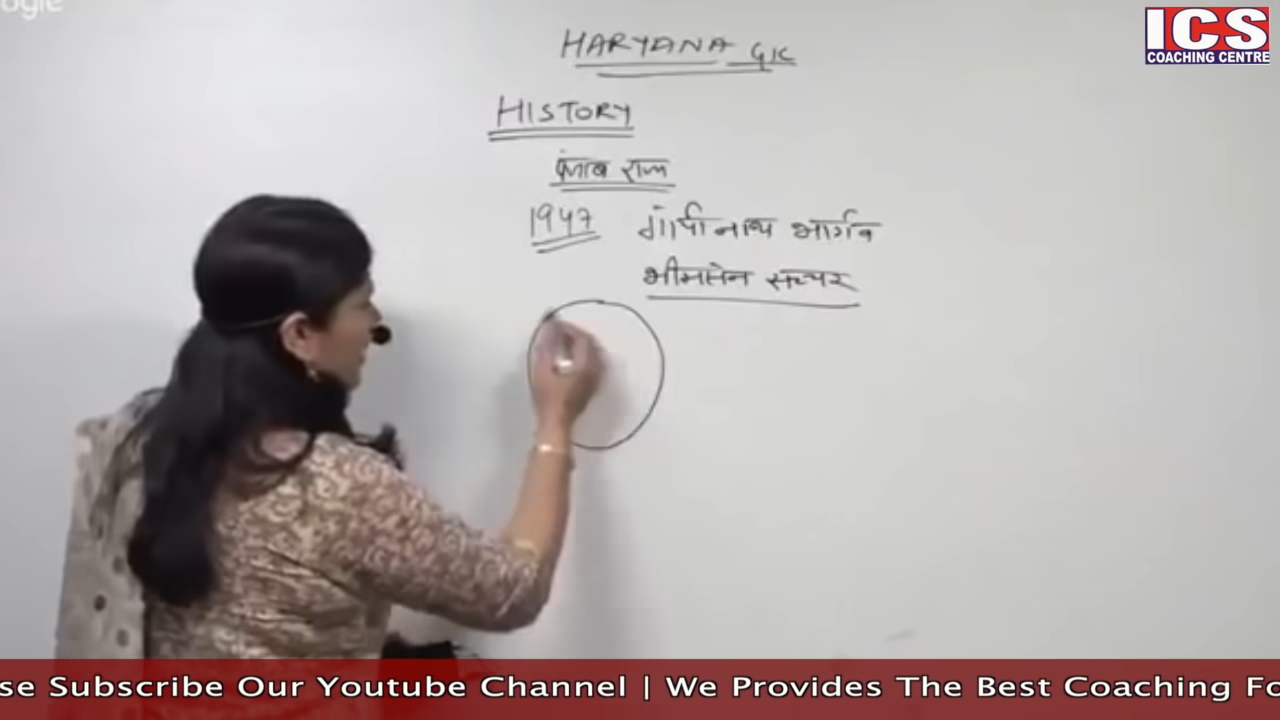 ogle
ICS
COACHING CENTRE
HARYANA GK
HISTORY
पंजाब राज्य
1947 गोपीनाथ भार्गव
भीमसेन सच्चर
se Subscribe Our Youtube Channel | We Provides The Best Coaching Fo